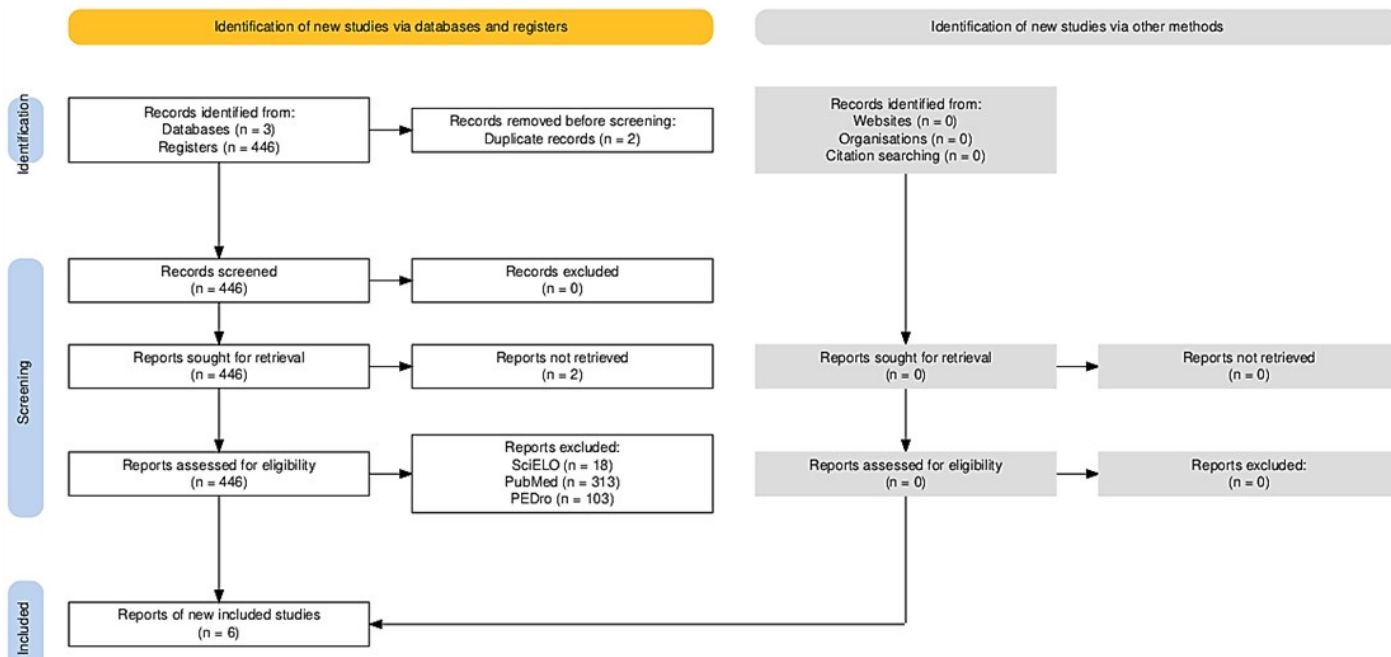 Identification of new studies via databases and registers
Identification of new studies via other methods
Identification
Records identified from:
Databases (n = 3)
Registers (n = 446)
Records removed before screening:
Duplicate records (n = 2)
Records identified from:
Websites (n = 0)
Organisations (n = 0)
Citation searching (n = 0)
Screening
Records screened
(n = 446)
Records excluded
(n = 0)
Reports sought for retrieval
(n = 446)
Reports not retrieved
(n = 2)
Reports sought for retrieval
(n = 0)
Reports not retrieved
(n = 0)
Reports assessed for eligibility
(n = 446)
Reports excluded:
SciELO (n = 18)
PubMed (n = 313)
PEDro (n = 103)
Reports assessed for eligibility
(n = 0)
Reports excluded:
(n = 0)
Included
Reports of new included studies
(n = 6)